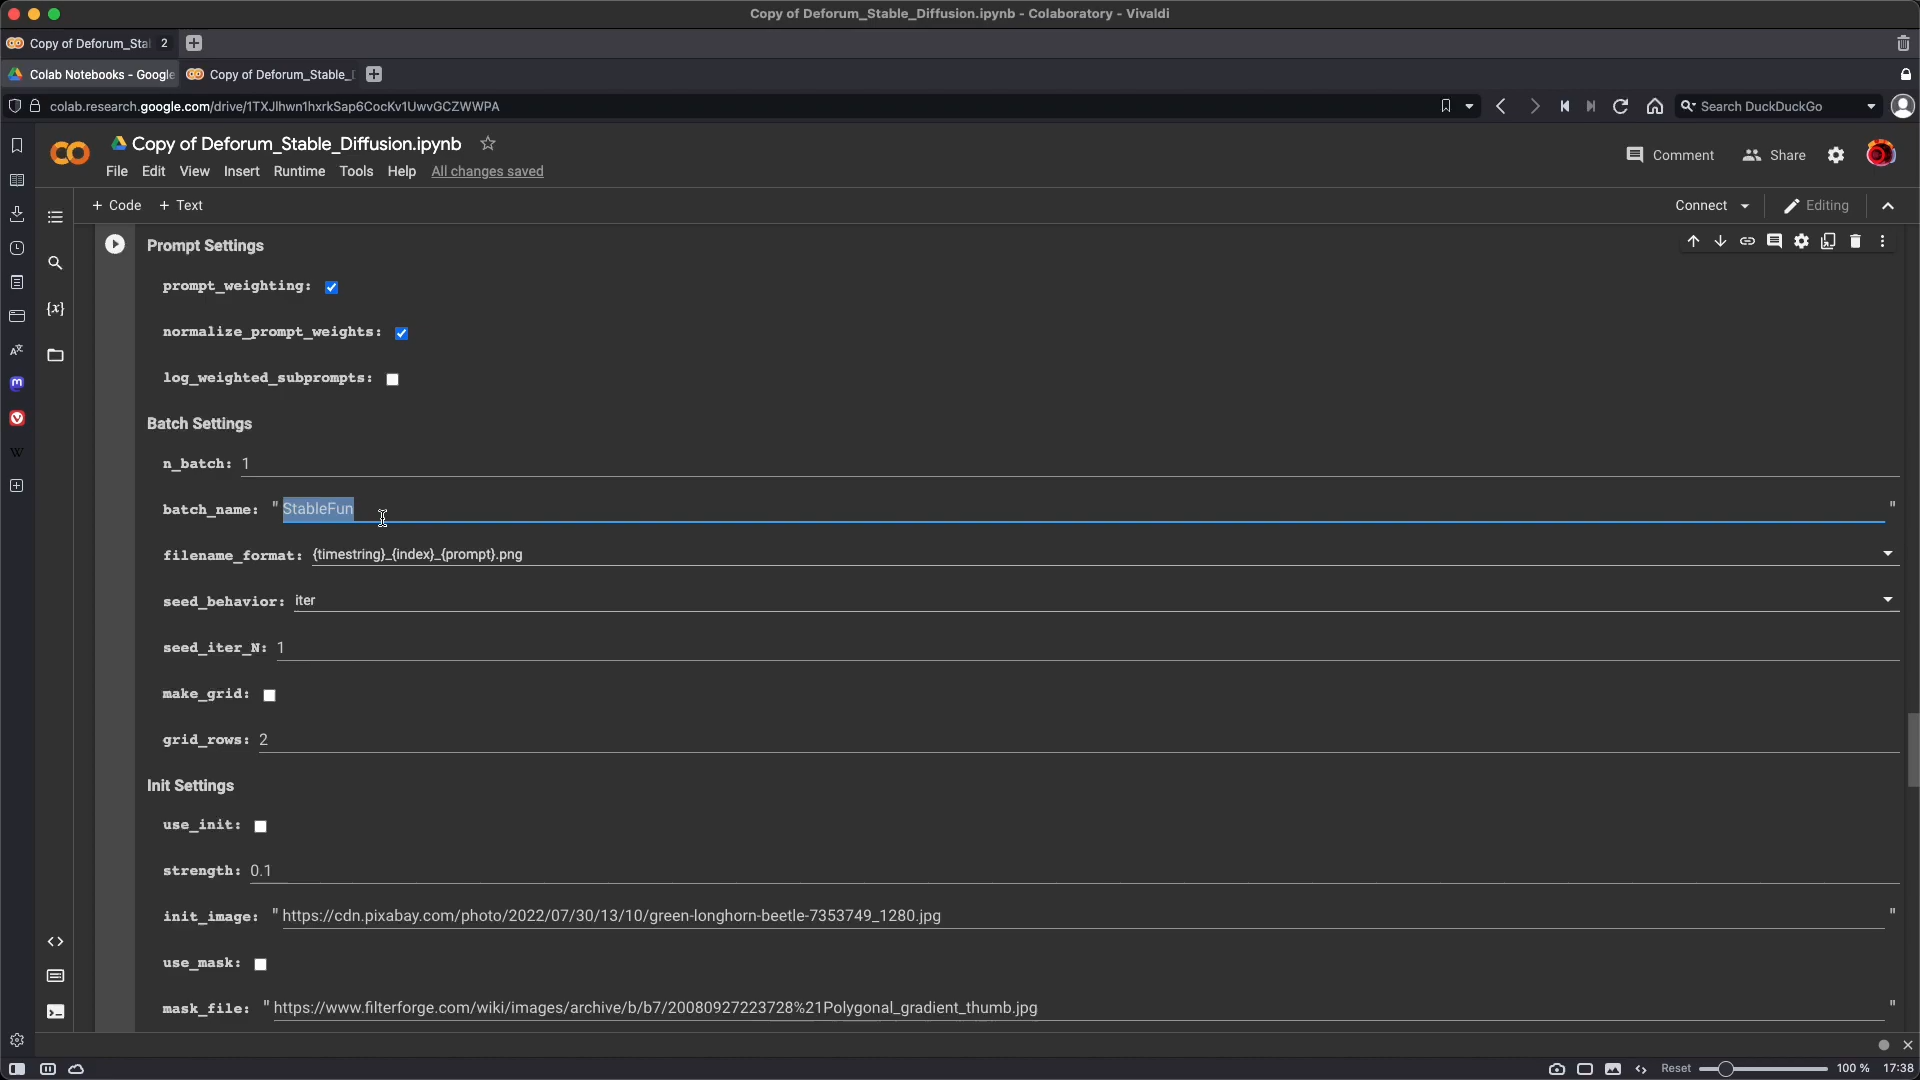 Copy of Deforum_Stable_Diffusion.ipynb - Colaboratory - Vivaldi
Copy of Deforum_Sta 2
Colab Notebooks - Google
Copy of Deforum_Stable_
colab.research.google.com/drive/1TXJlhwn1hxrkSap6CocKv1UwvGCZWWPA
Search DuckDuckGo
Copy of Deforum_Stable_Diffusion.ipynb
Comment
Share
File Edit View Insert Runtime Tools Help All changes saved
+ Code + Text
Connect
Editing
Prompt Settings
prompt_weighting:
normalize_prompt_weights:
log_weighted_subprompts:
Batch Settings
n_batch: 1
batch_name: "StableFun"
filename_format: {timestring}_{index}_{prompt}.png
seed_behavior: iter
seed_iter_N: 1
make_grid:
grid_rows: 2
Init Settings
use_init:
strength: 0.1
init_image: "https://cdn.pixabay.com/photo/2022/07/30/13/10/green-longhorn-beetle-7353749_1280.jpg"
use_mask:
mask_file: "https://www.filterforge.com/wiki/images/archive/b/b7/20080927223728%21Polygonal_gradient_thumb.jpg"
Reset 100 % 17:38